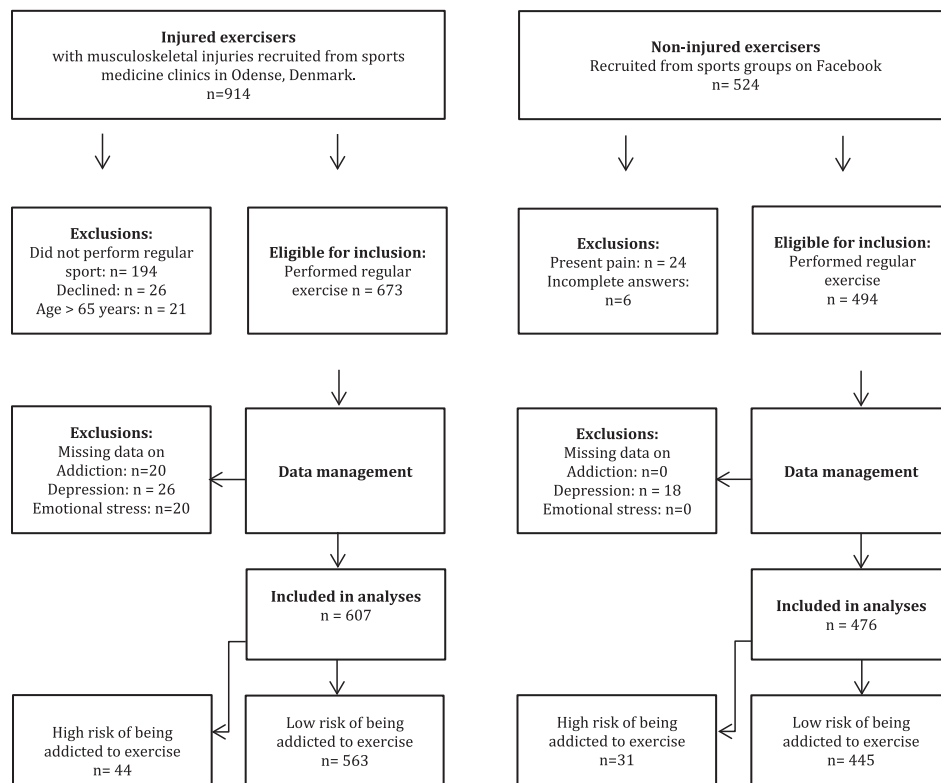 Injured exercisers
with musculoskeletal injuries recruited from sports
medicine clinics in Odense, Denmark.
n=914
Non-injured exercisers
Recruited from sports groups on Facebook
n= 524
Exclusions:
Did not perform regular
sport: n= 194
Declined: n = 26
Age > 65 years: n = 21
Eligible for inclusion:
Performed regular
exercise n = 673
Exclusions:
Present pain: n = 24
Incomplete answers:
n=6
Eligible for inclusion:
Performed regular
exercise
n = 494
Exclusions:
Missing data on
Addiction: n=20
Depression: n = 26
Emotional stress: n=20
Data management
Exclusions:
Missing data on
Addiction: n=0
Depression: n = 18
Emotional stress: n=0
Data management
Included in analyses
n = 607
Included in analyses
n = 476
High risk of being
addicted to exercise
n= 44
Low risk of being
addicted to exercise
n= 563
High risk of being
addicted to exercise
n=31
Low risk of being
addicted to exercise
n= 445